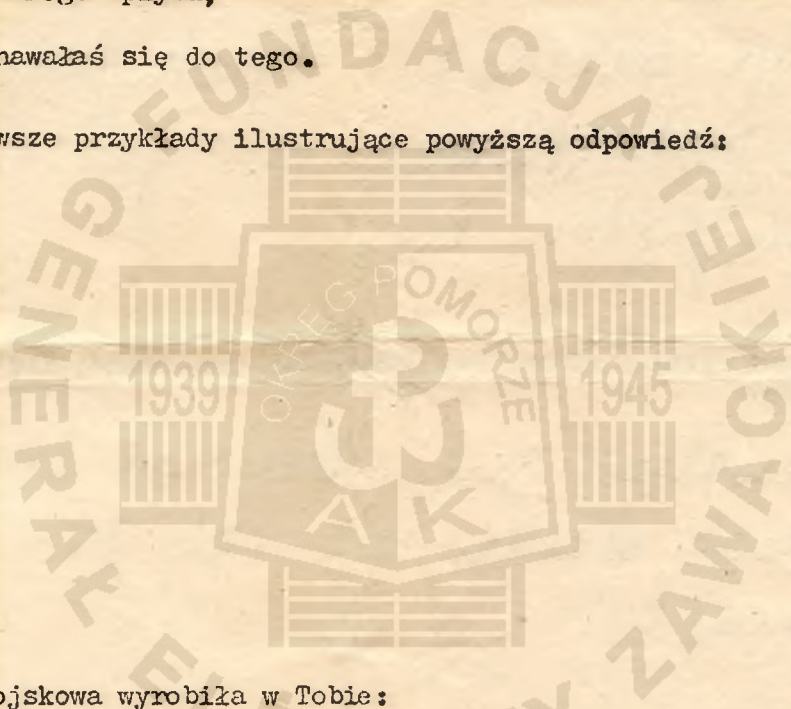 nawałaś się do tego.
wsze przykłady ilustrujące powyższą odpowiedź:
FUNDACJA
GENERAŁ
ZAWACKIEJ
OKRĘG POMORZE
1939
1945
AK
ojskowa wyrobiła w Tobie: